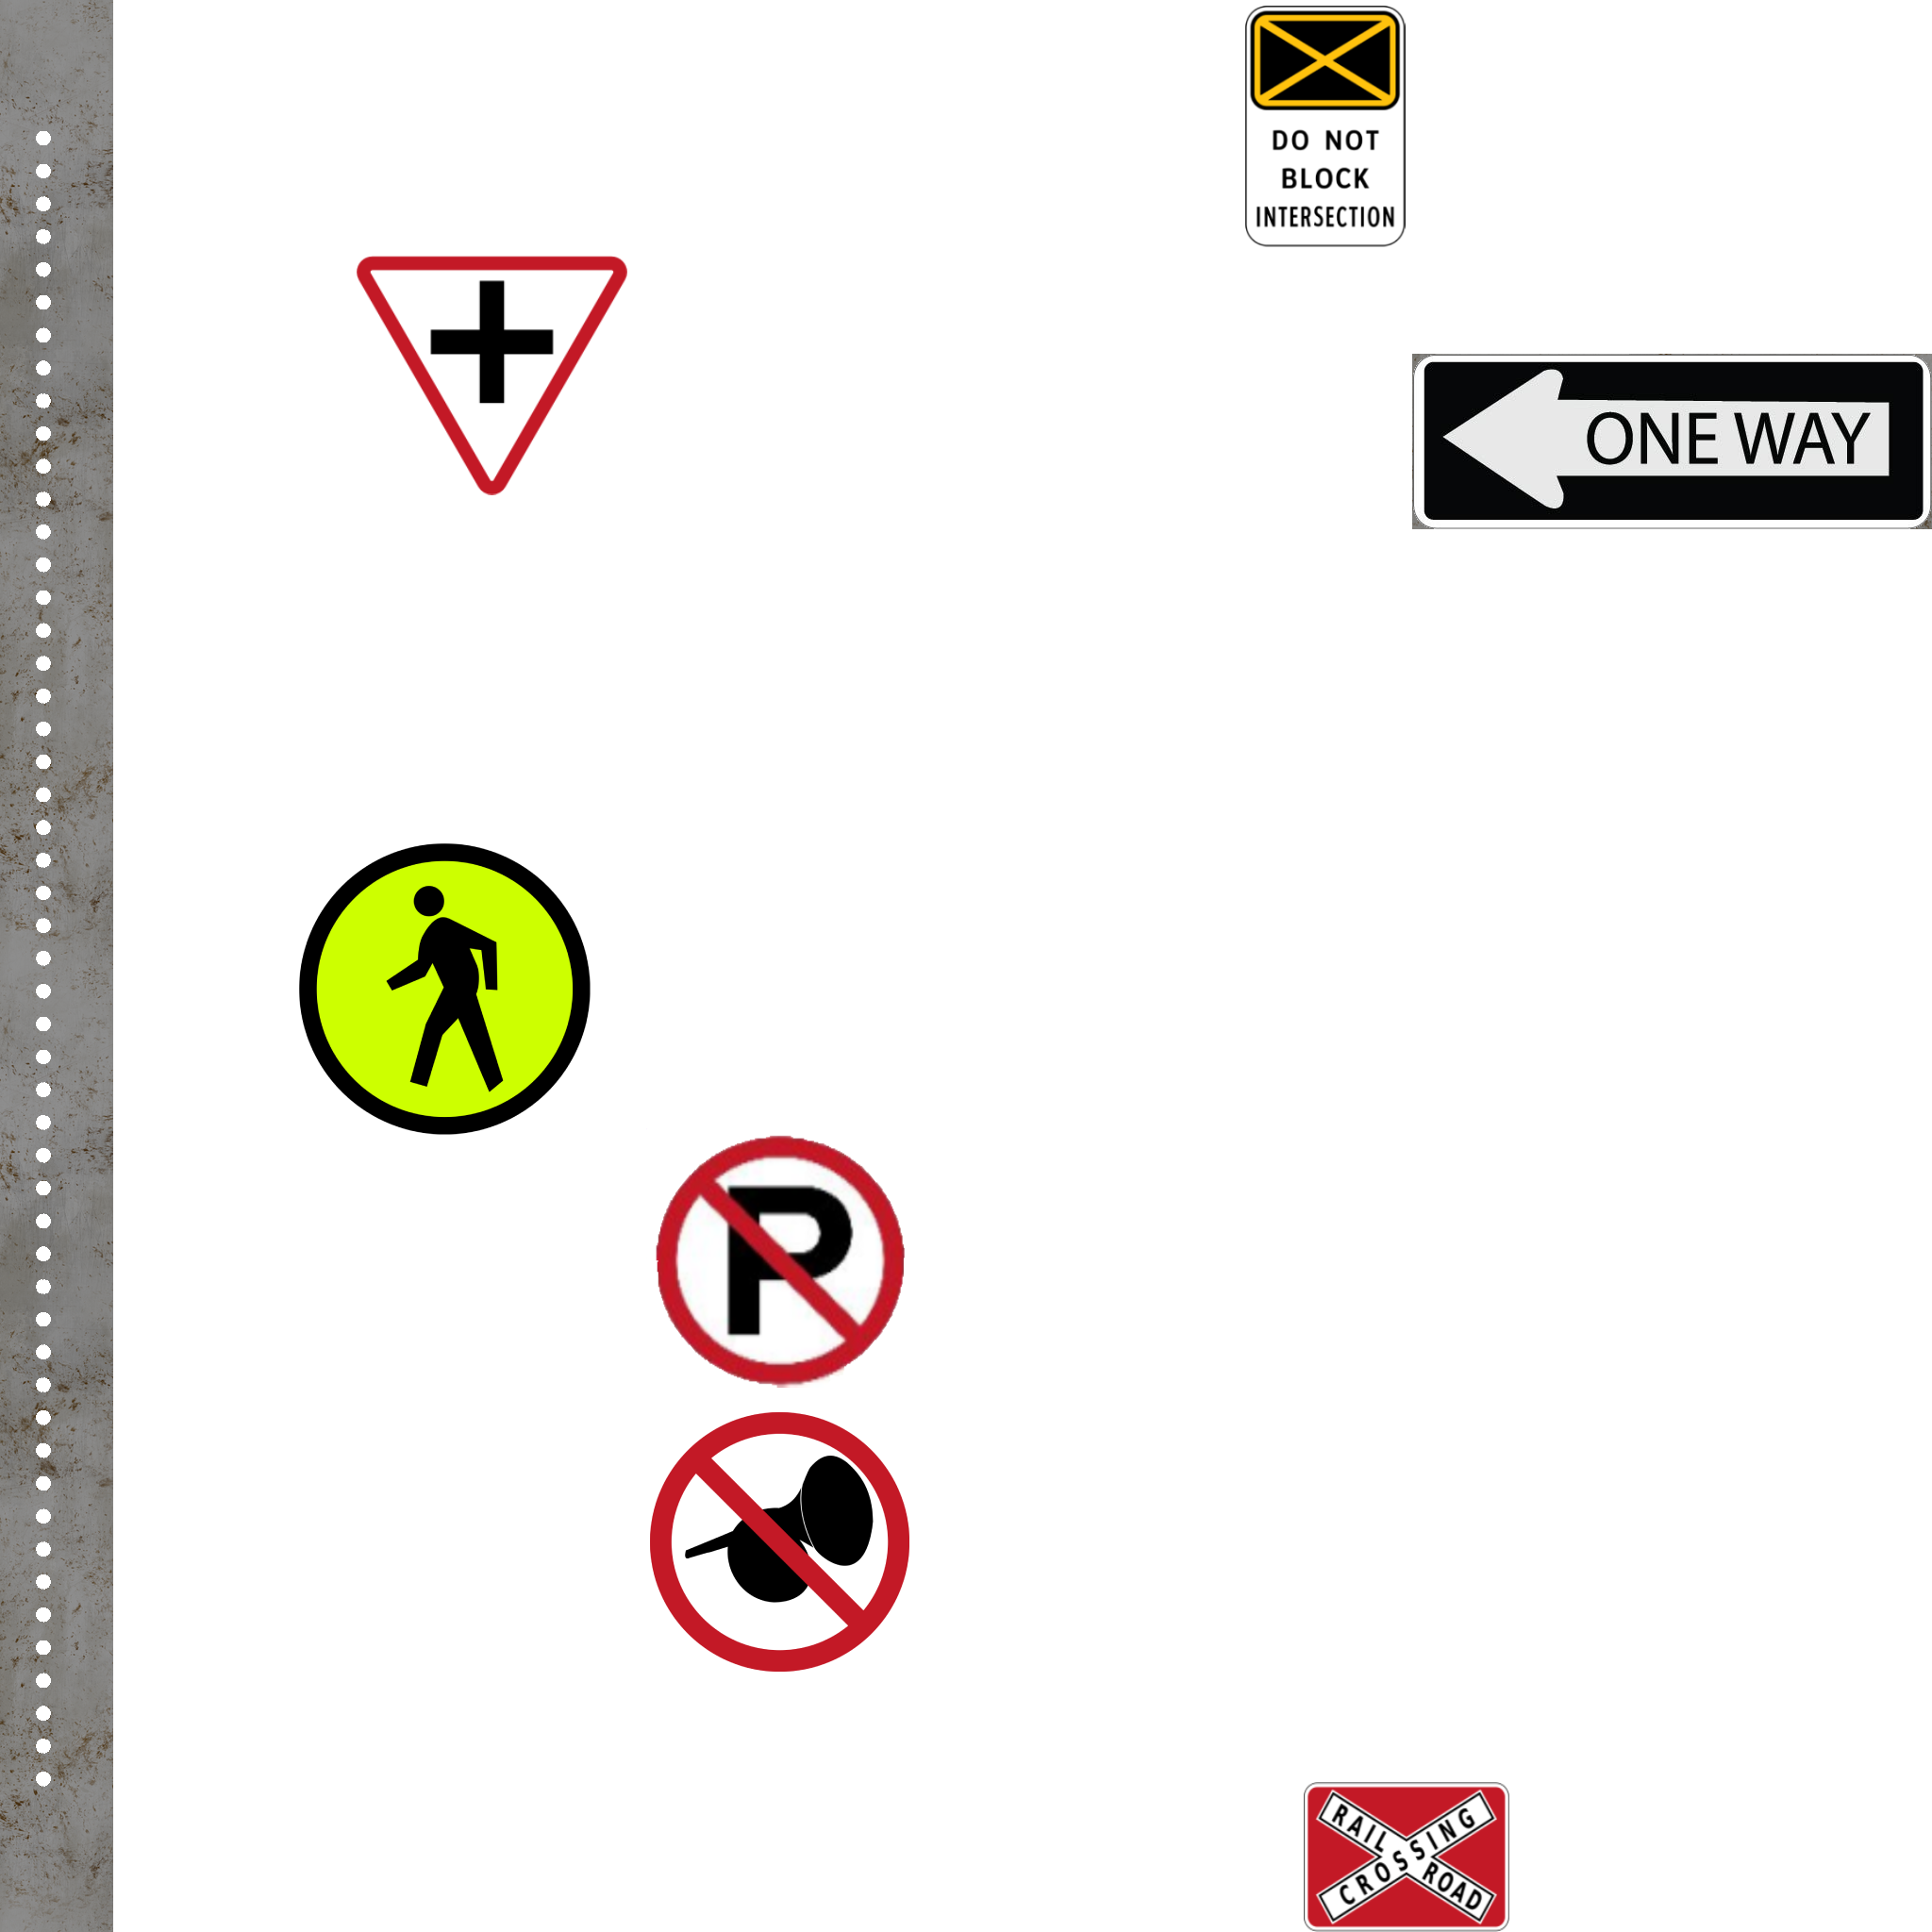 DO NOT
BLOCK
INTERSECTION
ONE WAY
P
RAIL ROAD
CROSSING